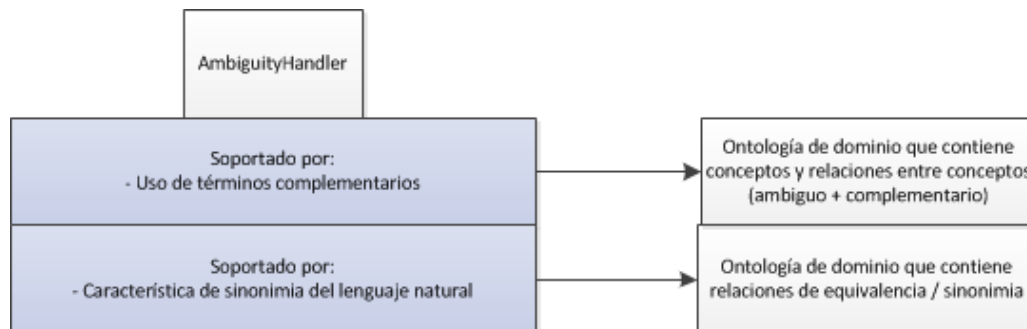 AmbiguityHandler
Soportado por:
- Uso de términos complementarios
Ontología de dominio que contiene
conceptos y relaciones entre conceptos
(ambiguo + complementario)
Soportado por:
- Característica de sinonimia del lenguaje natural
Ontología de dominio que contiene
relaciones de equivalencia / sinonimia